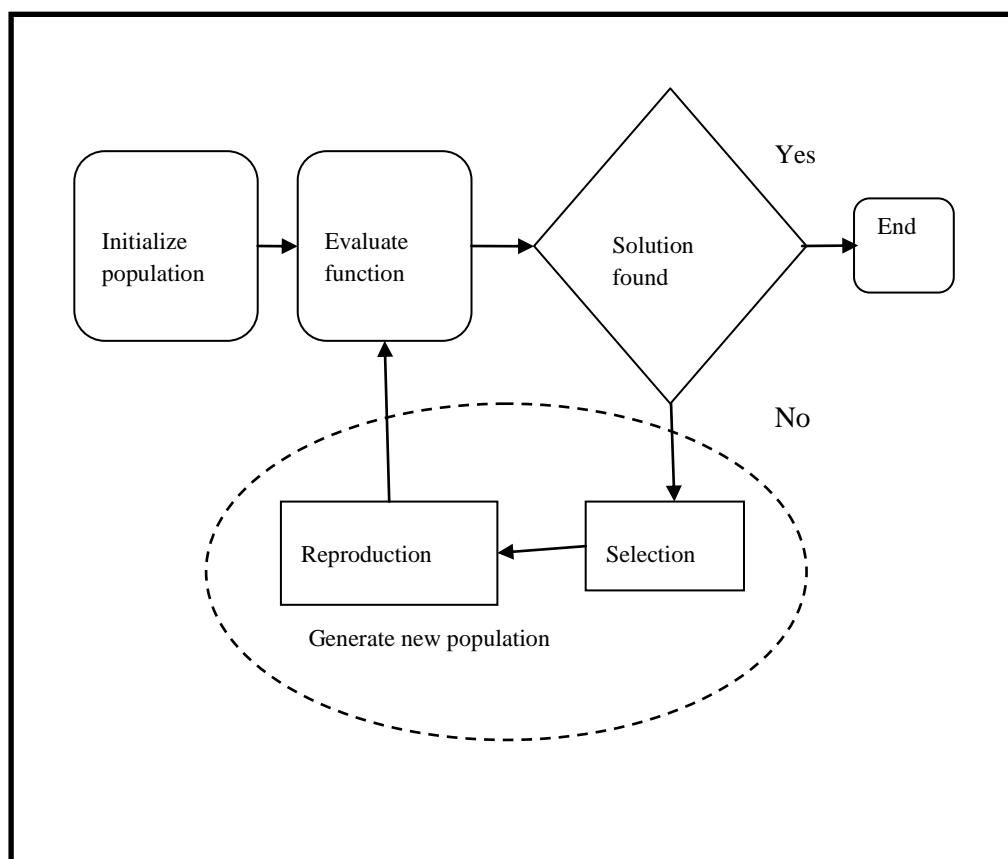 Initialize
population
Evaluate
function
Solution
found
Yes
End
No
Selection
Reproduction
Generate new population